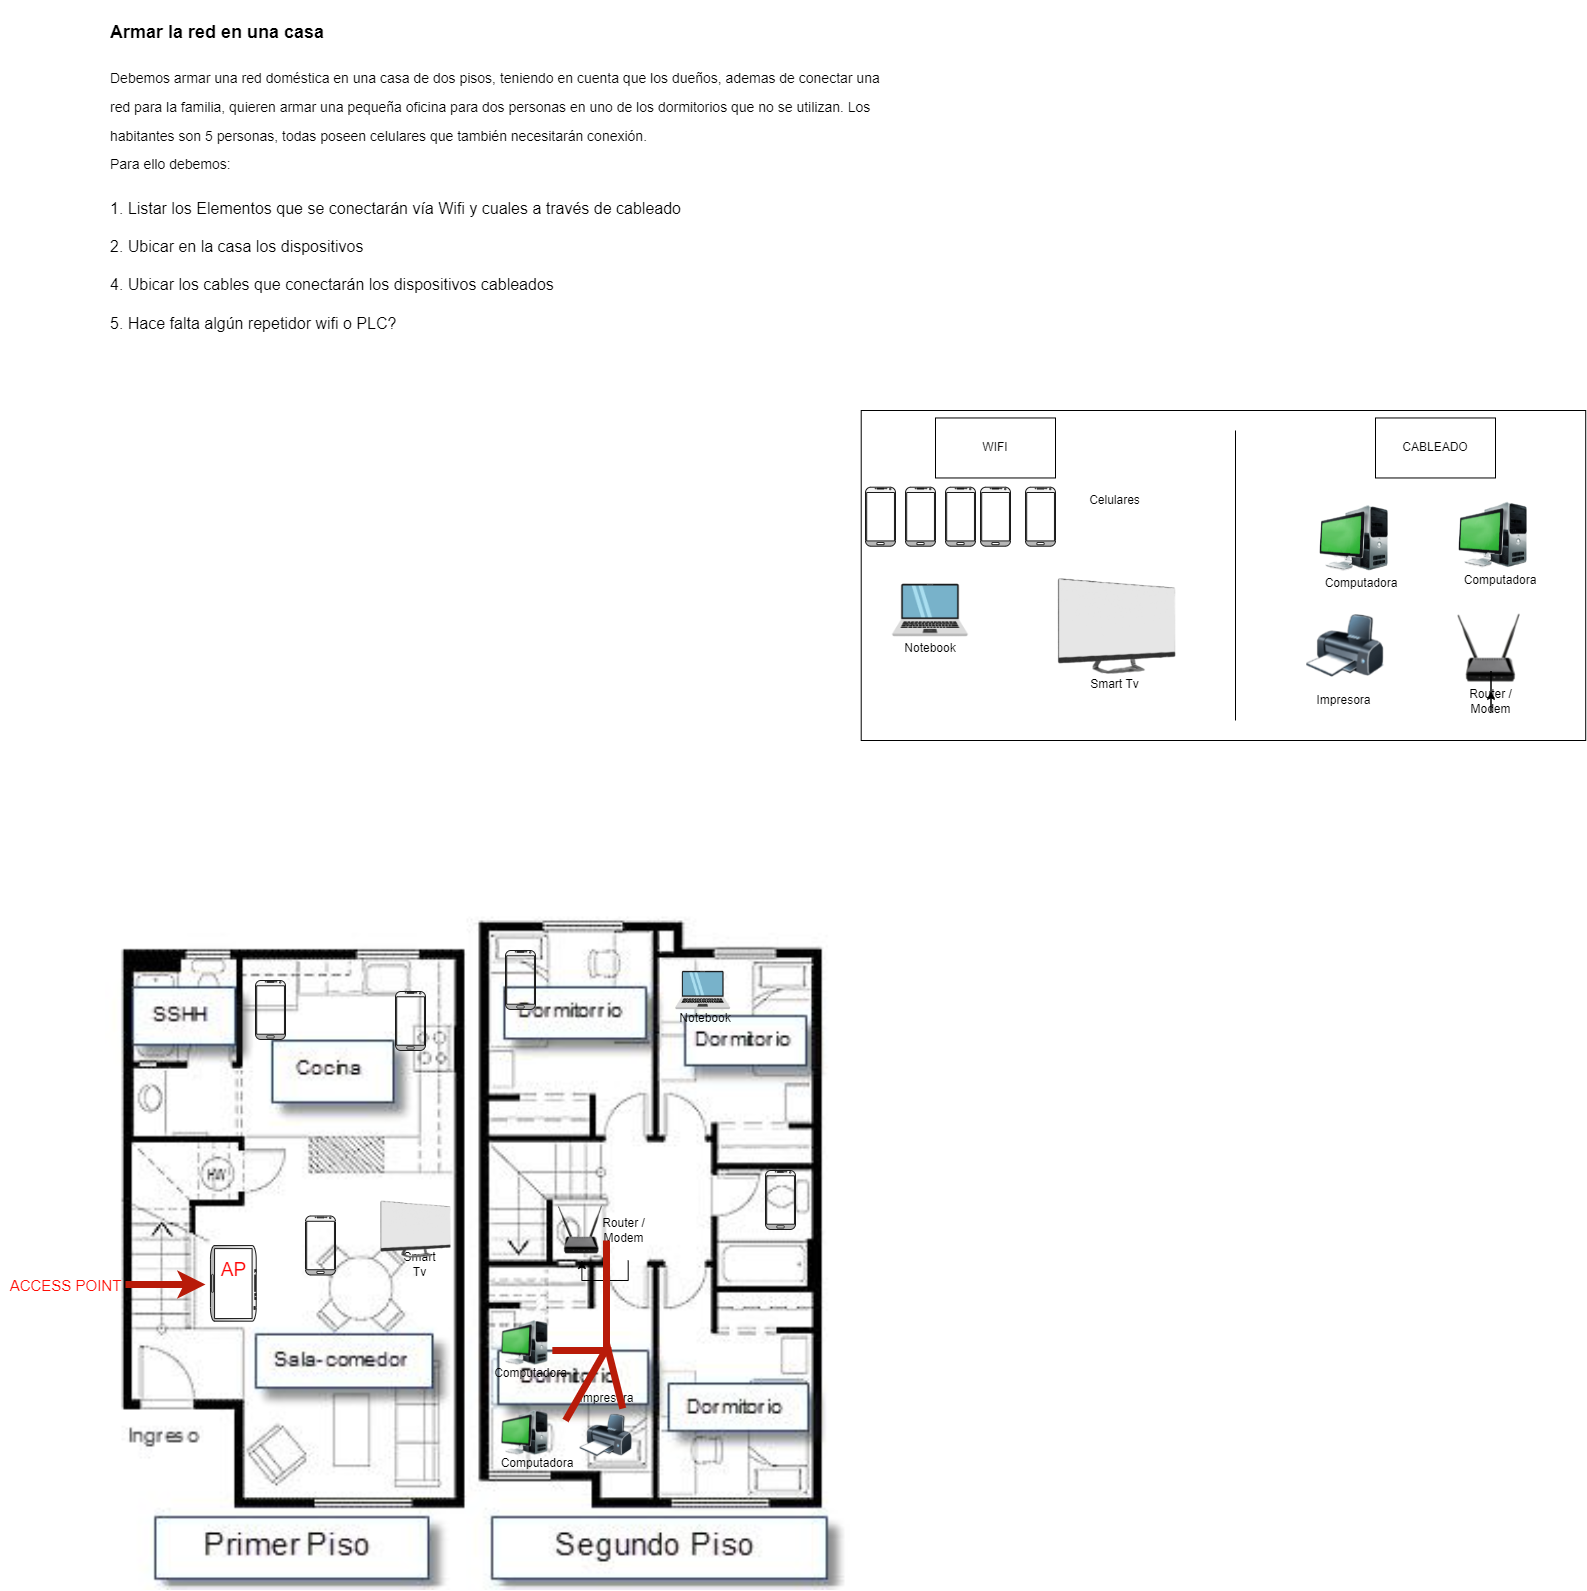 Armar la red en una casa
Debemos armar una red doméstica en una casa de dos pisos, teniendo en cuenta que los dueños, ademas de conectar una
red para la familia, quieren armar una pequeña oficina para dos personas en uno de los dormitorios que no se utilizan. Los
habitantes son 5 personas, todas poseen celulares que también necesitarán conexión.
Para ello debemos:
1. Listar los Elementos que se conectarán vía Wifi y cuales a través de cableado
2. Ubicar en la casa los dispositivos
4. Ubicar los cables que conectarán los dispositivos cableados
5. Hace falta algún repetidor wifi o PLC?
WIFI
CABLEADO
Celulares
Computadora
Computadora
Notebook
Smart Tv
Impresora
Router /
Modem
SSHH
Cocina
HW
Smart
Tv
AP
ACCESS POINT
Sala-comedor
Ingreso
Primer Piso
Dormitorrio
Notebook
Dormitorio
Router /
Modem
Computadora
Dormitorio
Impresora
Computadora
Dormitorio
Segundo Piso